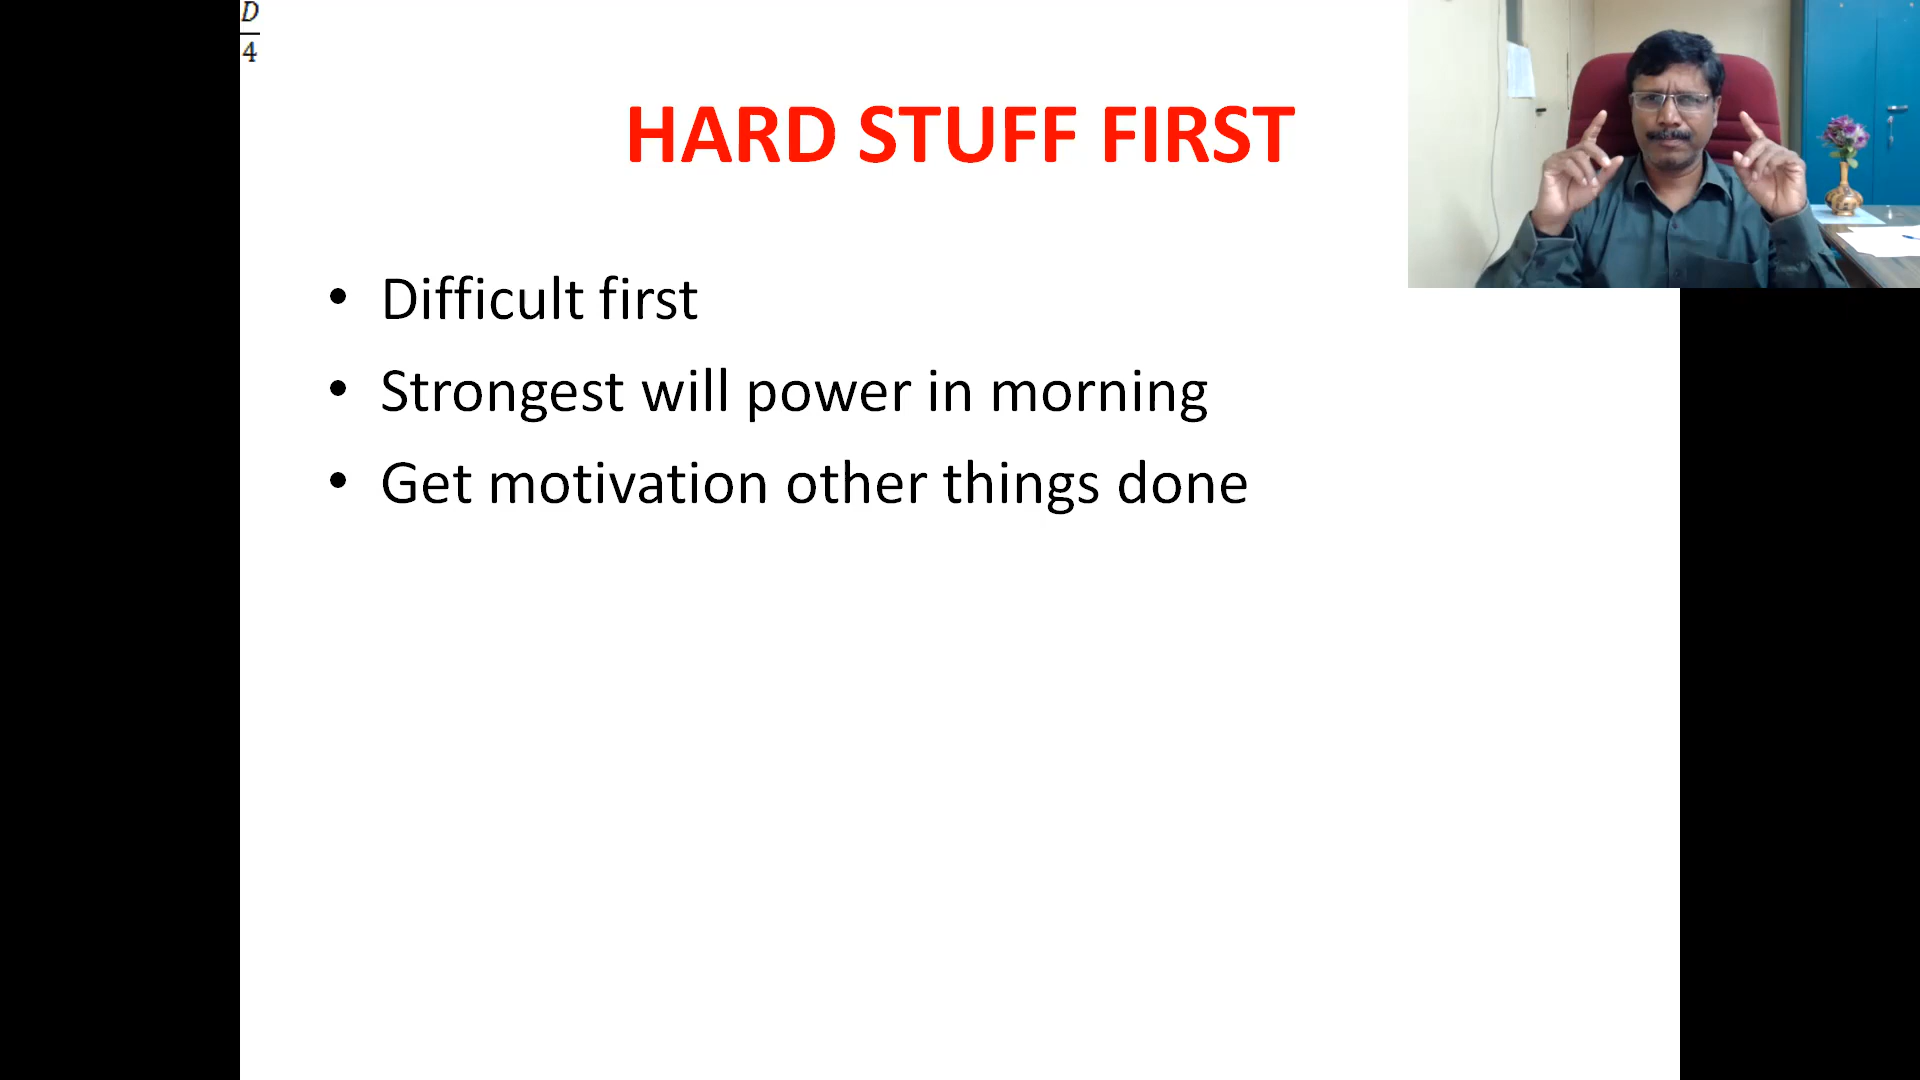 D
4
HARD STUFF FIRST
• Difficult first
• Strongest will power in morning
• Get motivation other things done